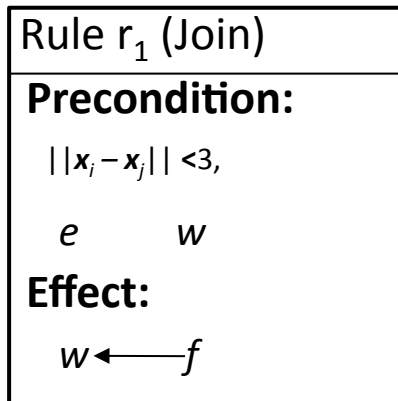 Rule r₁ (Join)
Precondition:
||xᵢ – xⱼ|| <3,
e w
Effect:
w f